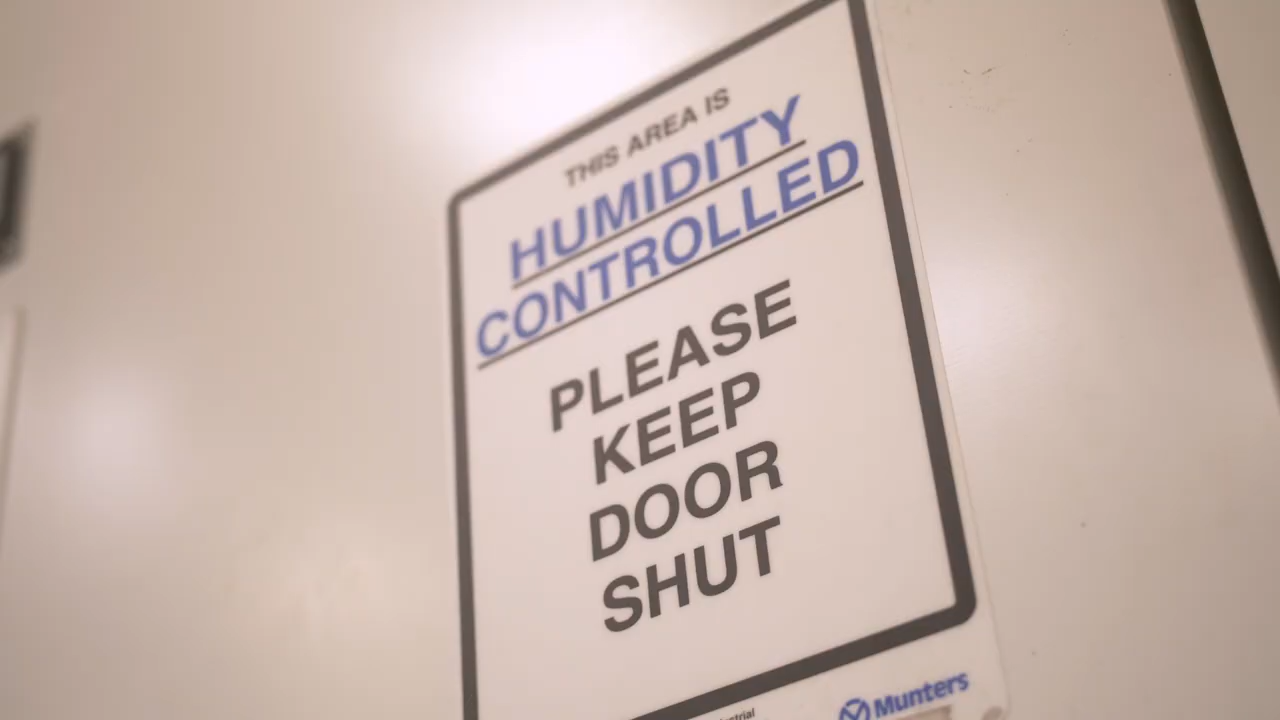 THIS AREA IS
HUMIDITY
CONTROLLED
PLEASE
KEEP
DOOR
SHUT
Munters